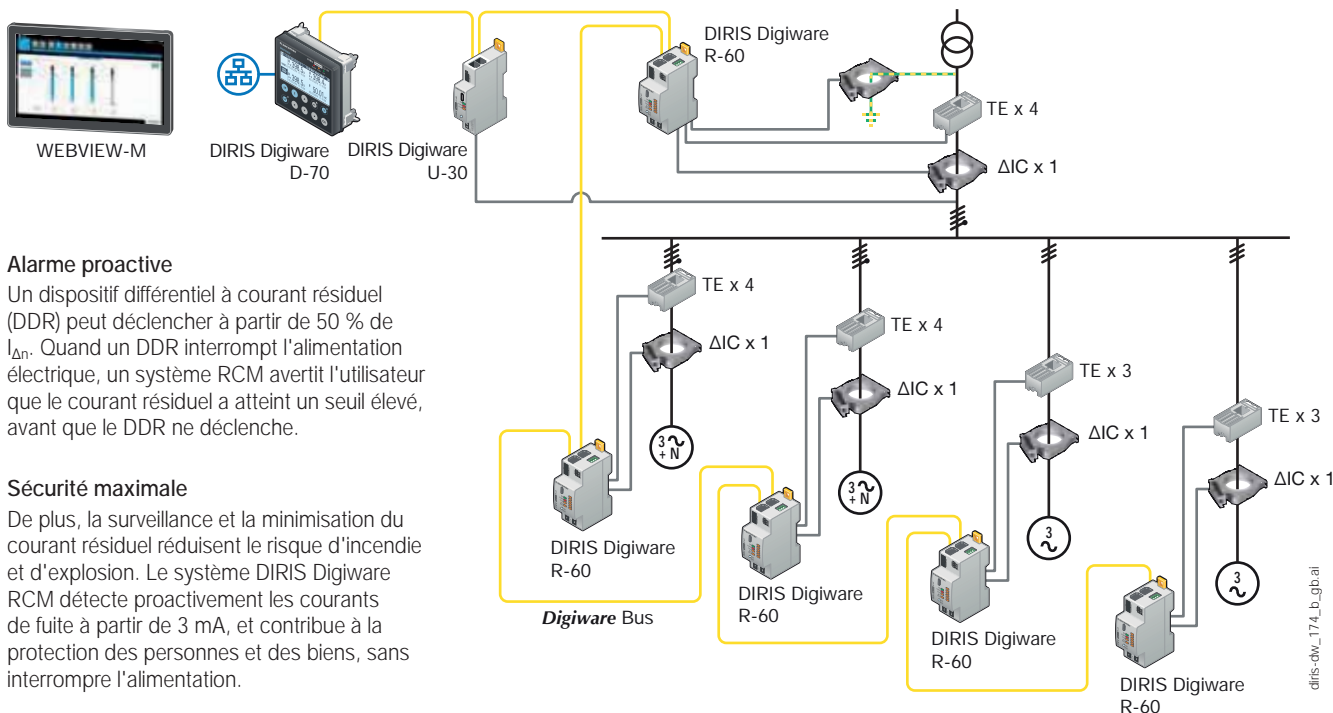 WEBVIEW-M
DIRIS Digiware
D-70
DIRIS Digiware
U-30
DIRIS Digiware
R-60
TE x 4
ΔIC x 1
Alarme proactive
Un dispositif différentiel à courant résiduel
(DDR) peut déclencher à partir de 50 % de
IΔn. Quand un DDR interrompt l'alimentation
électrique, un système RCM avertit l'utilisateur
que le courant résiduel a atteint un seuil élevé,
avant que le DDR ne déclenche.
Sécurité maximale
De plus, la surveillance et la minimisation du
courant résiduel réduisent le risque d'incendie
et d'explosion. Le système DIRIS Digiware
RCM détecte proactivement les courants
de fuite à partir de 3 mA, et contribue à la
protection des personnes et des biens, sans
interrompre l'alimentation.
TE x 4
ΔIC x 1
3
+ N
DIRIS Digiware
R-60
Digiware Bus
TE x 4
ΔIC x 1
3
+ N
DIRIS Digiware
R-60
TE x 3
ΔIC x 1
3
DIRIS Digiware
R-60
TE x 3
ΔIC x 1
3
DIRIS Digiware
R-60
diris-dw_174_b_gb.ai